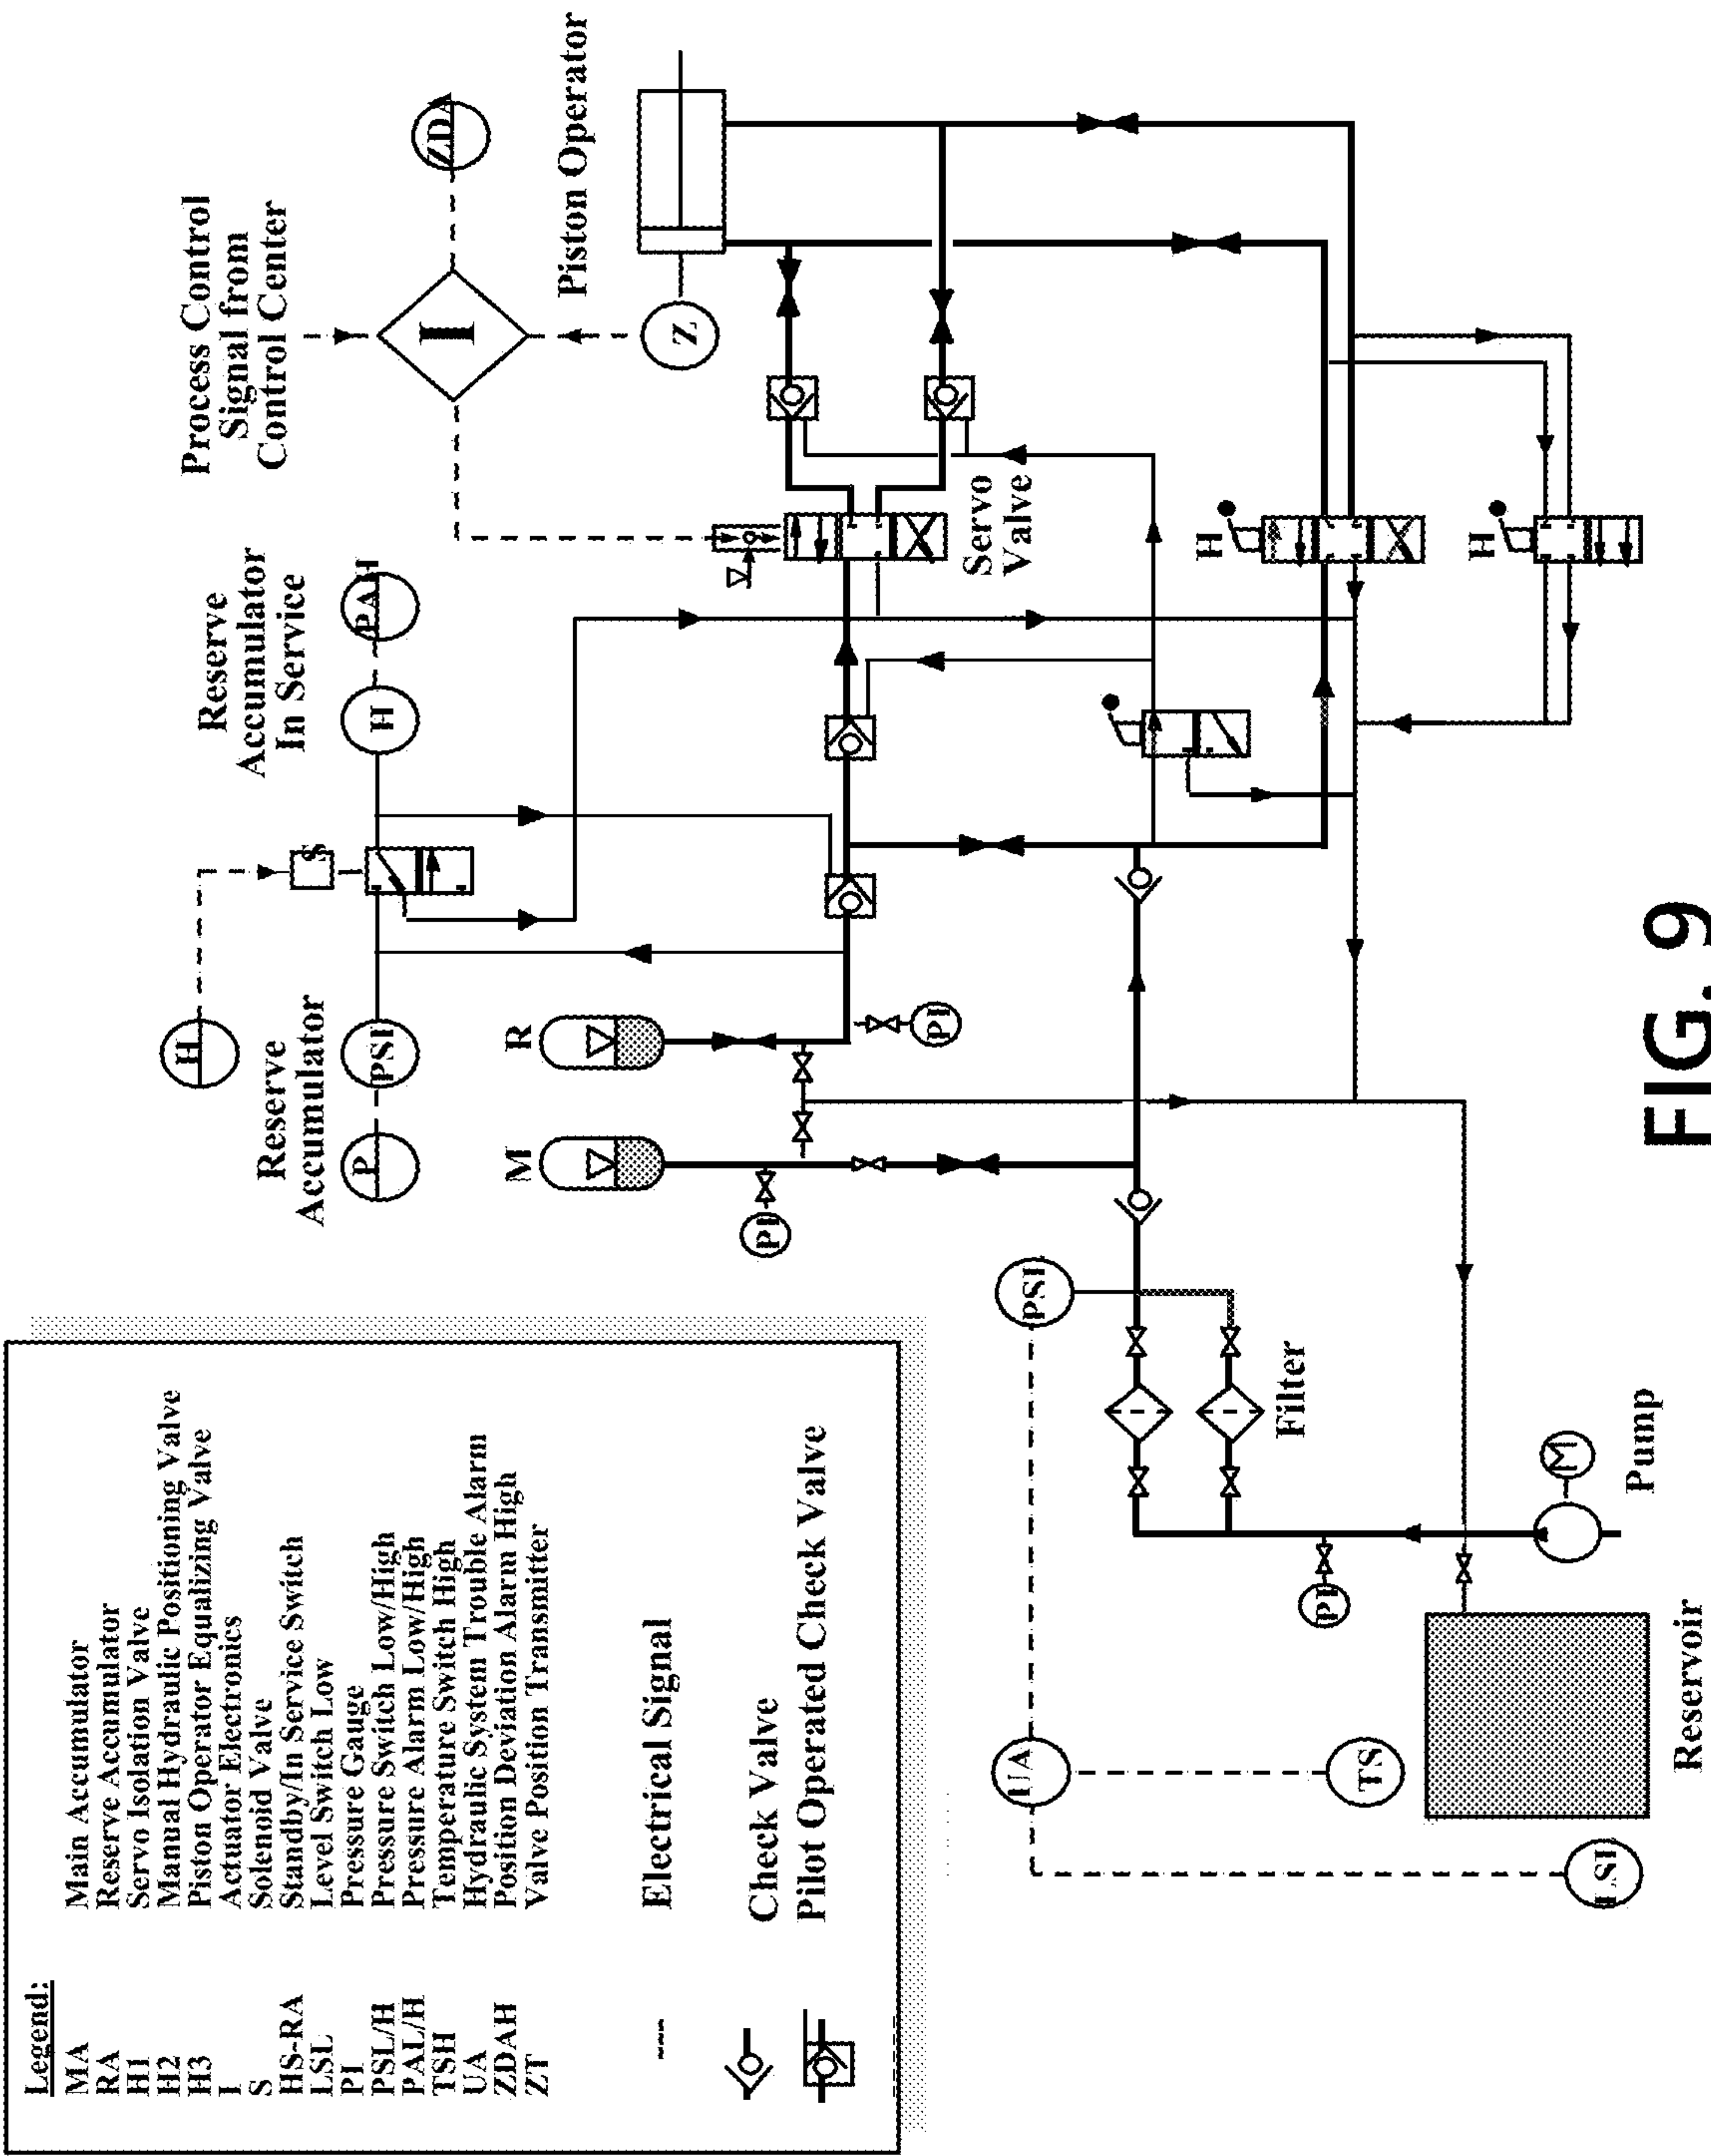 Legend:
MA Main Accumulator
RA Reserve Accumulator
H1 Servo Isolation Valve
H2 Manual Hydraulic Positioning Valve
H3 Piston Operator Equalizing Valve
I Actuator Electronics
S Solenoid Valve
HS-RA Standby/In Service Switch
LSL Level Switch Low
PI Pressure Gauge
PSL/H Pressure Switch Low/High
PAL/H Pressure Alarm Low/High
TSH Temperature Switch High
UA Hydraulic System Trouble Alarm
ZDAH Position Deviation Alarm High
ZT Valve Position Transmitter
Electrical Signal
Check Valve
Pilot Operated Check Valve
H
Reserve
Accumulator
P
PSI
S
Reserve
Accumulator
In Service
H
PAH
Process Control
Signal from
Control Center
I
ZDA
Z
Piston Operator
M
R
PI
PI
Servo
Valve
PSI
UA
TS
LSI
Filter
PI
M
Pump
Reservoir
H
H
FIG. 9